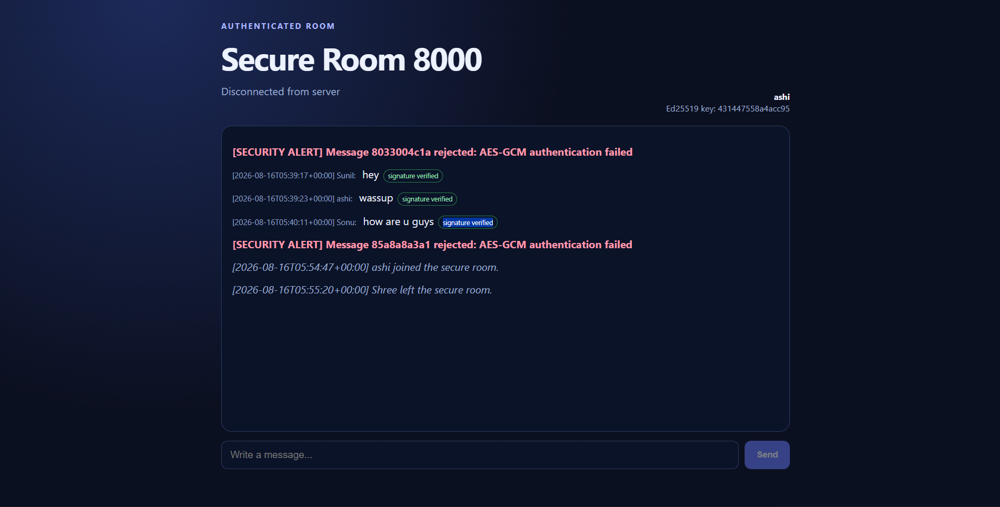 AUTHENTICATED ROOM
Secure Room 8000
Disconnected from server
ashi
Ed25519 key: 431447558a4acc95
[SECURITY ALERT] Message 8033004c1a rejected: AES-GCM authentication failed
[2026-08-16T05:39:17+00:00] Sunil: hey signature verified
[2026-08-16T05:39:23+00:00] ashi: wassup signature verified
[2026-08-16T05:40:11+00:00] Sonu: how are u guys signature verified
[SECURITY ALERT] Message 85a8a8a3a1 rejected: AES-GCM authentication failed
[2026-08-16T05:54:47+00:00] ashi joined the secure room.
[2026-08-16T05:55:20+00:00] Shree left the secure room.
Write a message...
Send